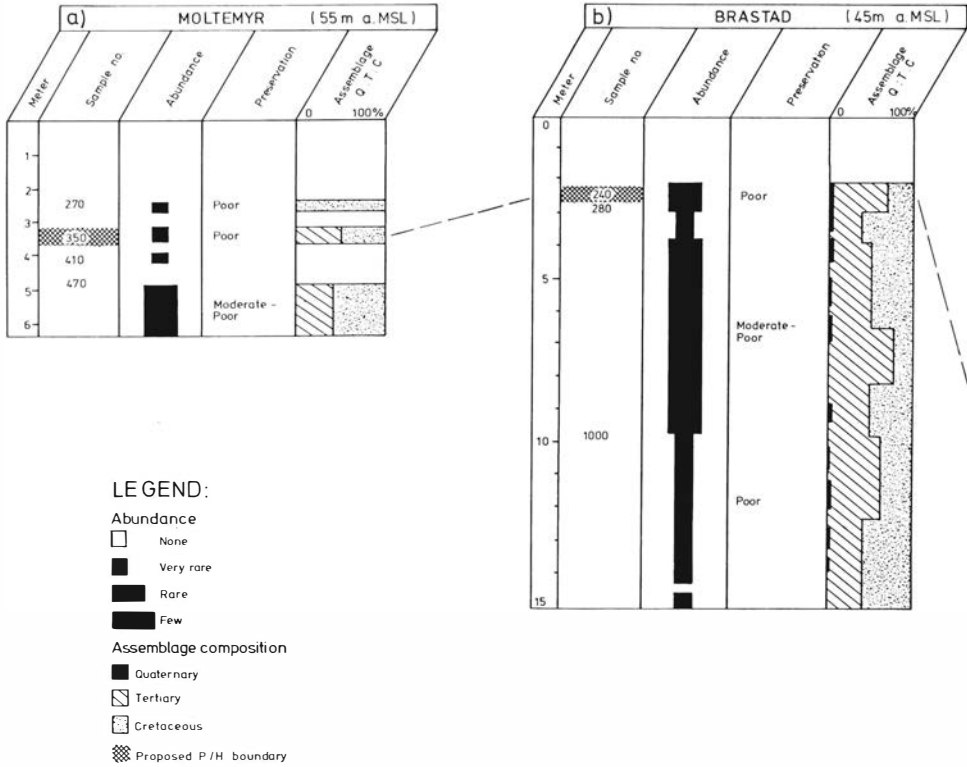 a) MOLTEMYR (55 m a. MSL)
Meter
Sample no.
Abundance
Preservation
Assemblage
Q : T C
0 100%
1
2
3
4
5
6
270
350
410
470
Poor
Poor
Moderate -
Poor
b) BRASTAD (45m a. MSL)
Meter
Sample no.
Abundance
Preservation
Assemblage
Q : T C
0 100%
0
5
10
15
240
280
1000
Poor
Moderate -
Poor
Poor
LEGEND:
Abundance
None
Very rare
Rare
Few
Assemblage composition
Quaternary
Tertiary
Cretaceous
Proposed P/H boundary